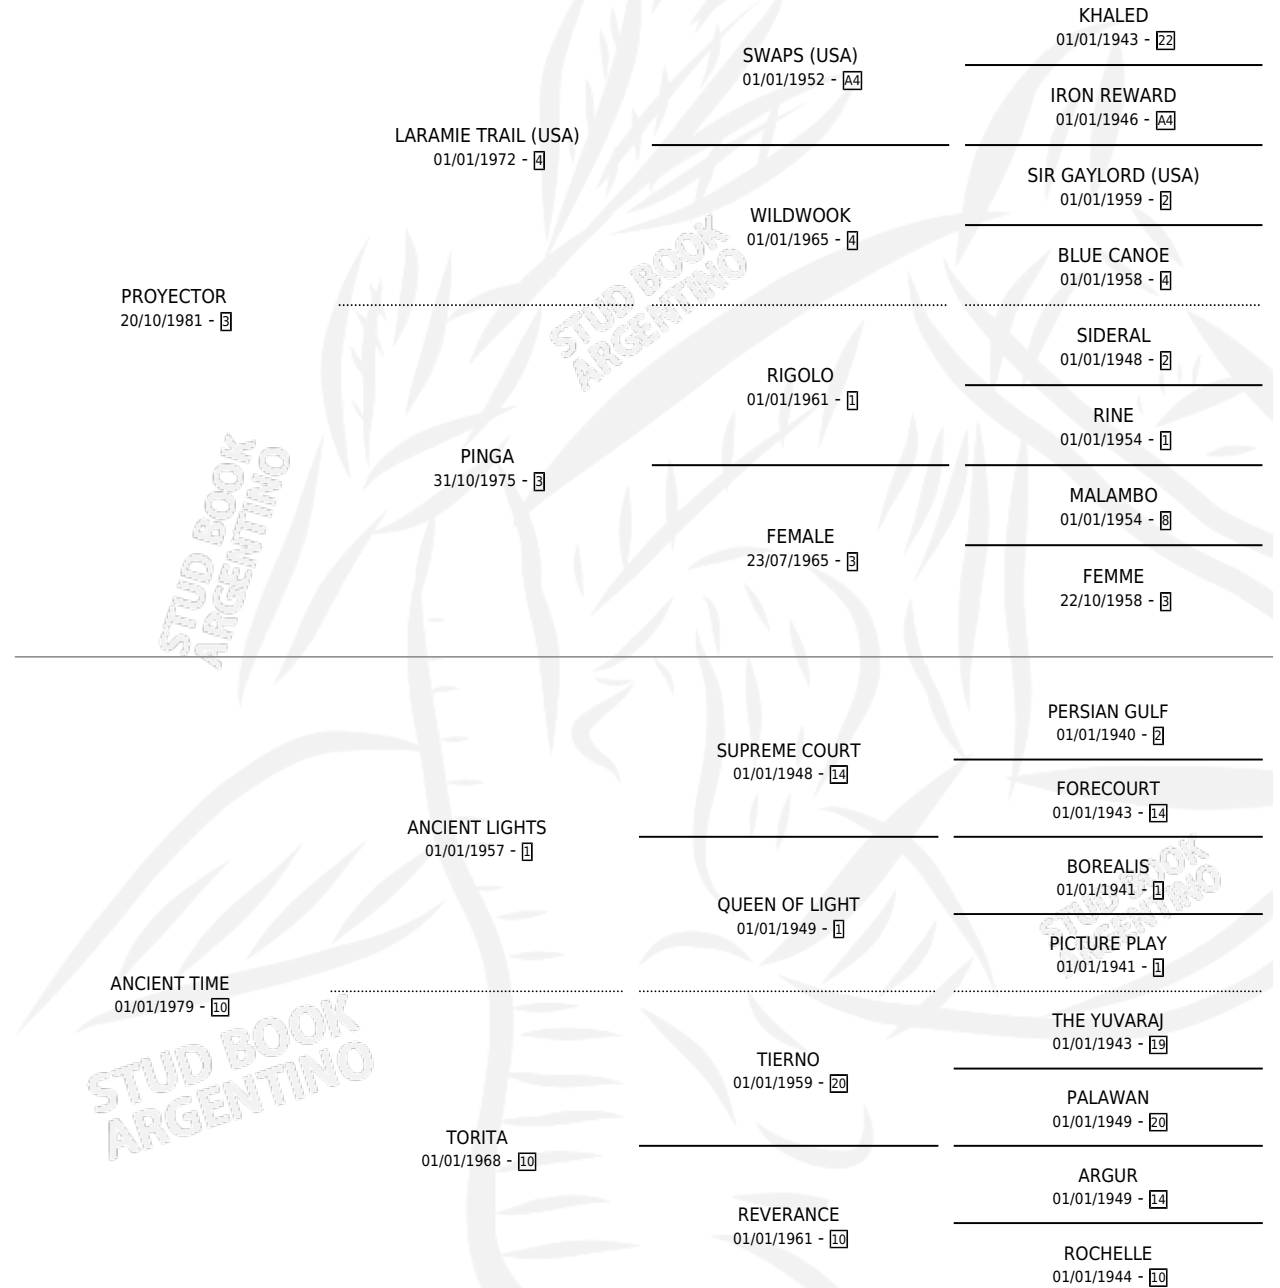 KHALED
01/01/1943 - 22
SWAPS (USA)
01/01/1952 - A4
IRON REWARD
01/01/1946 - A4
LARAMIE TRAIL (USA)
01/01/1972 - 4
SIR GAYLORD (USA)
01/01/1959 - 2
WILDWOOK
01/01/1965 - 4
BLUE CANOE
01/01/1958 - 4
PROYECTOR
20/10/1981 - 3
STUD BOOK
ARGENTINO
SIDERAL
01/01/1948 - 2
RIGOLO
01/01/1961 - 1
RINE
01/01/1954 - 1
PINGA
31/10/1975 - 3
STUD BOOK
ARGENTINO
MALAMBO
01/01/1954 - 8
FEMALE
23/07/1965 - 3
FEMME
22/10/1958 - 3
PERSIAN GULF
01/01/1940 - 2
SUPREME COURT
01/01/1948 - 14
FORECOURT
01/01/1943 - 14
ANCIENT LIGHTS
01/01/1957 - 1
BOREALIS
01/01/1941 - 1
STUD BOOK
ARGENTINO
QUEEN OF LIGHT
01/01/1949 - 1
PICTURE PLAY
01/01/1941 - 1
ANCIENT TIME
01/01/1979 - 10
STUD BOOK
ARGENTINO
THE YUVARAJ
01/01/1943 - 19
TIERNO
01/01/1959 - 20
PALAWAN
01/01/1949 - 20
TORITA
01/01/1968 - 10
ARGUR
01/01/1949 - 14
REVERANCE
01/01/1961 - 10
ROCHELLE
01/01/1944 - 10